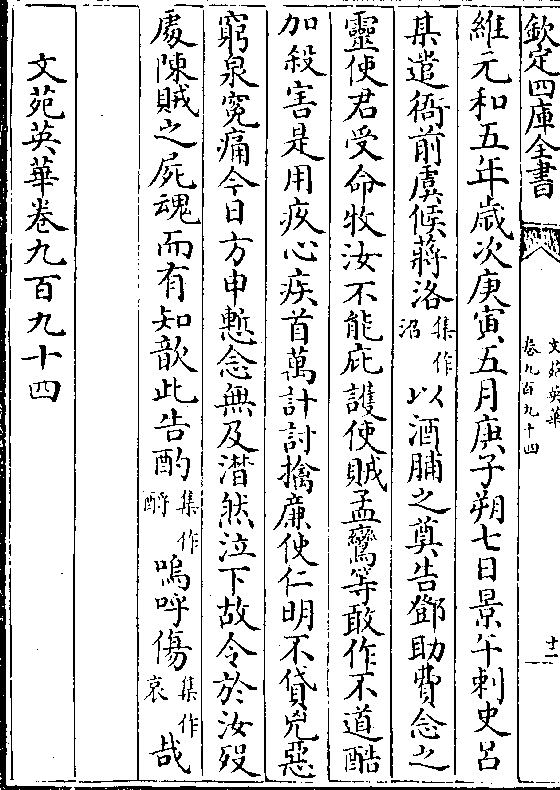 欽定四庫全書
文苑英華
卷九百九十四
十一
維元和五年歲次庚寅五月庚子朔七日景午刺史呂
某遣衙前虞候蔣洛集作沼以酒脯之奠告鄧助費念之
靈使君受命牧汝不能庇護使賊孟鸞等敢作不道酷
加殺害是用疚心疾首萬計討擒廉使仁明不貸兇惡
窮泉寃痛今日方申慙念無及潸然泣下故令於汝歿
處陳賊之屍魂而有知歆此告酌集作酹嗚呼傷集作哀哉
文苑英華卷九百九十四